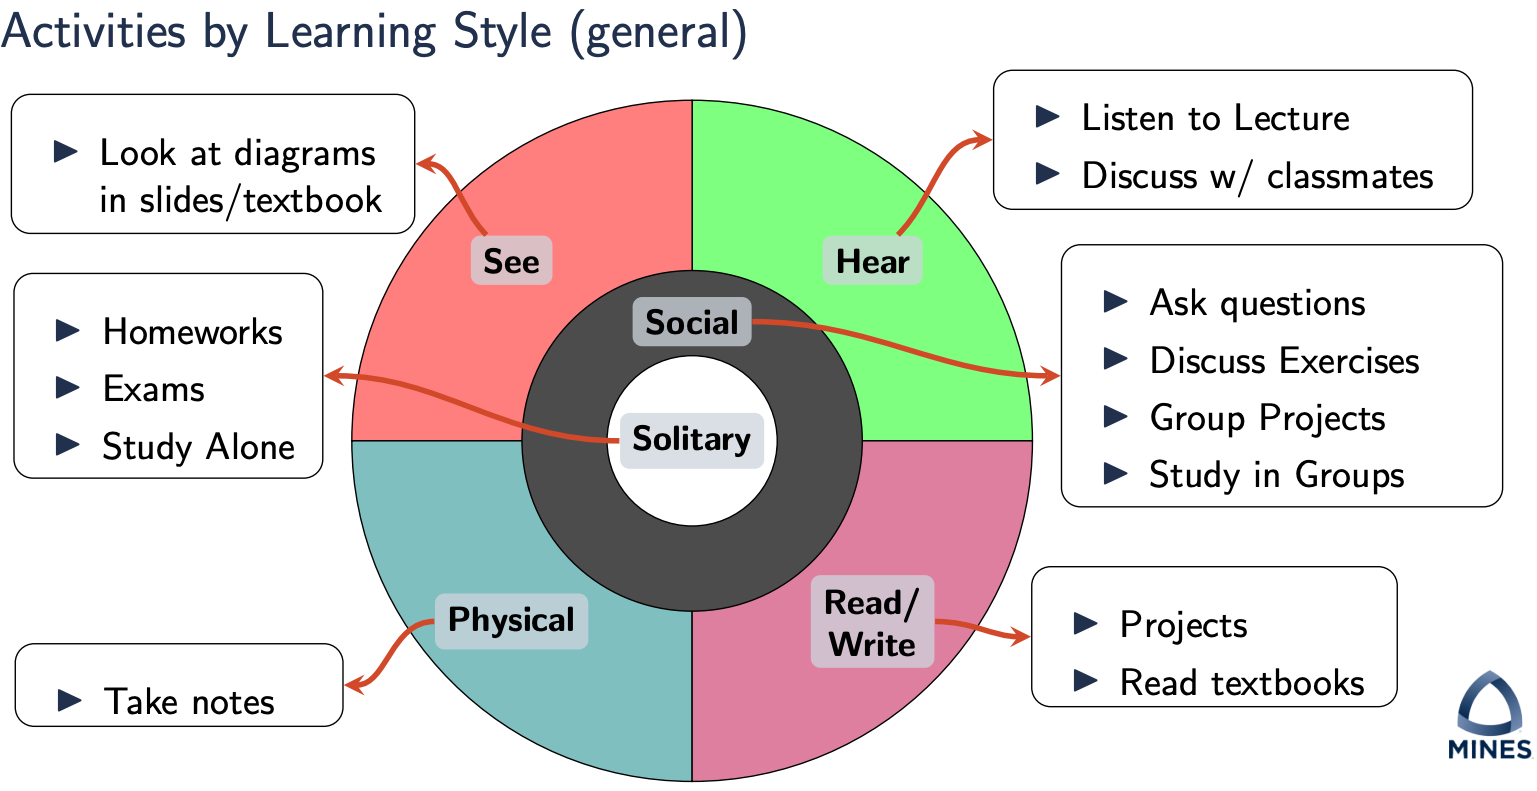 Activities by Learning Style (general)
Look at diagrams
in slides/textbook
Listen to Lecture
Discuss w/ classmates
See
Hear
Homeworks
Exams
Study Alone
Social
Solitary
Ask questions
Discuss Exercises
Group Projects
Study in Groups
Physical
Read/
Write
Take notes
Projects
Read textbooks
MINES